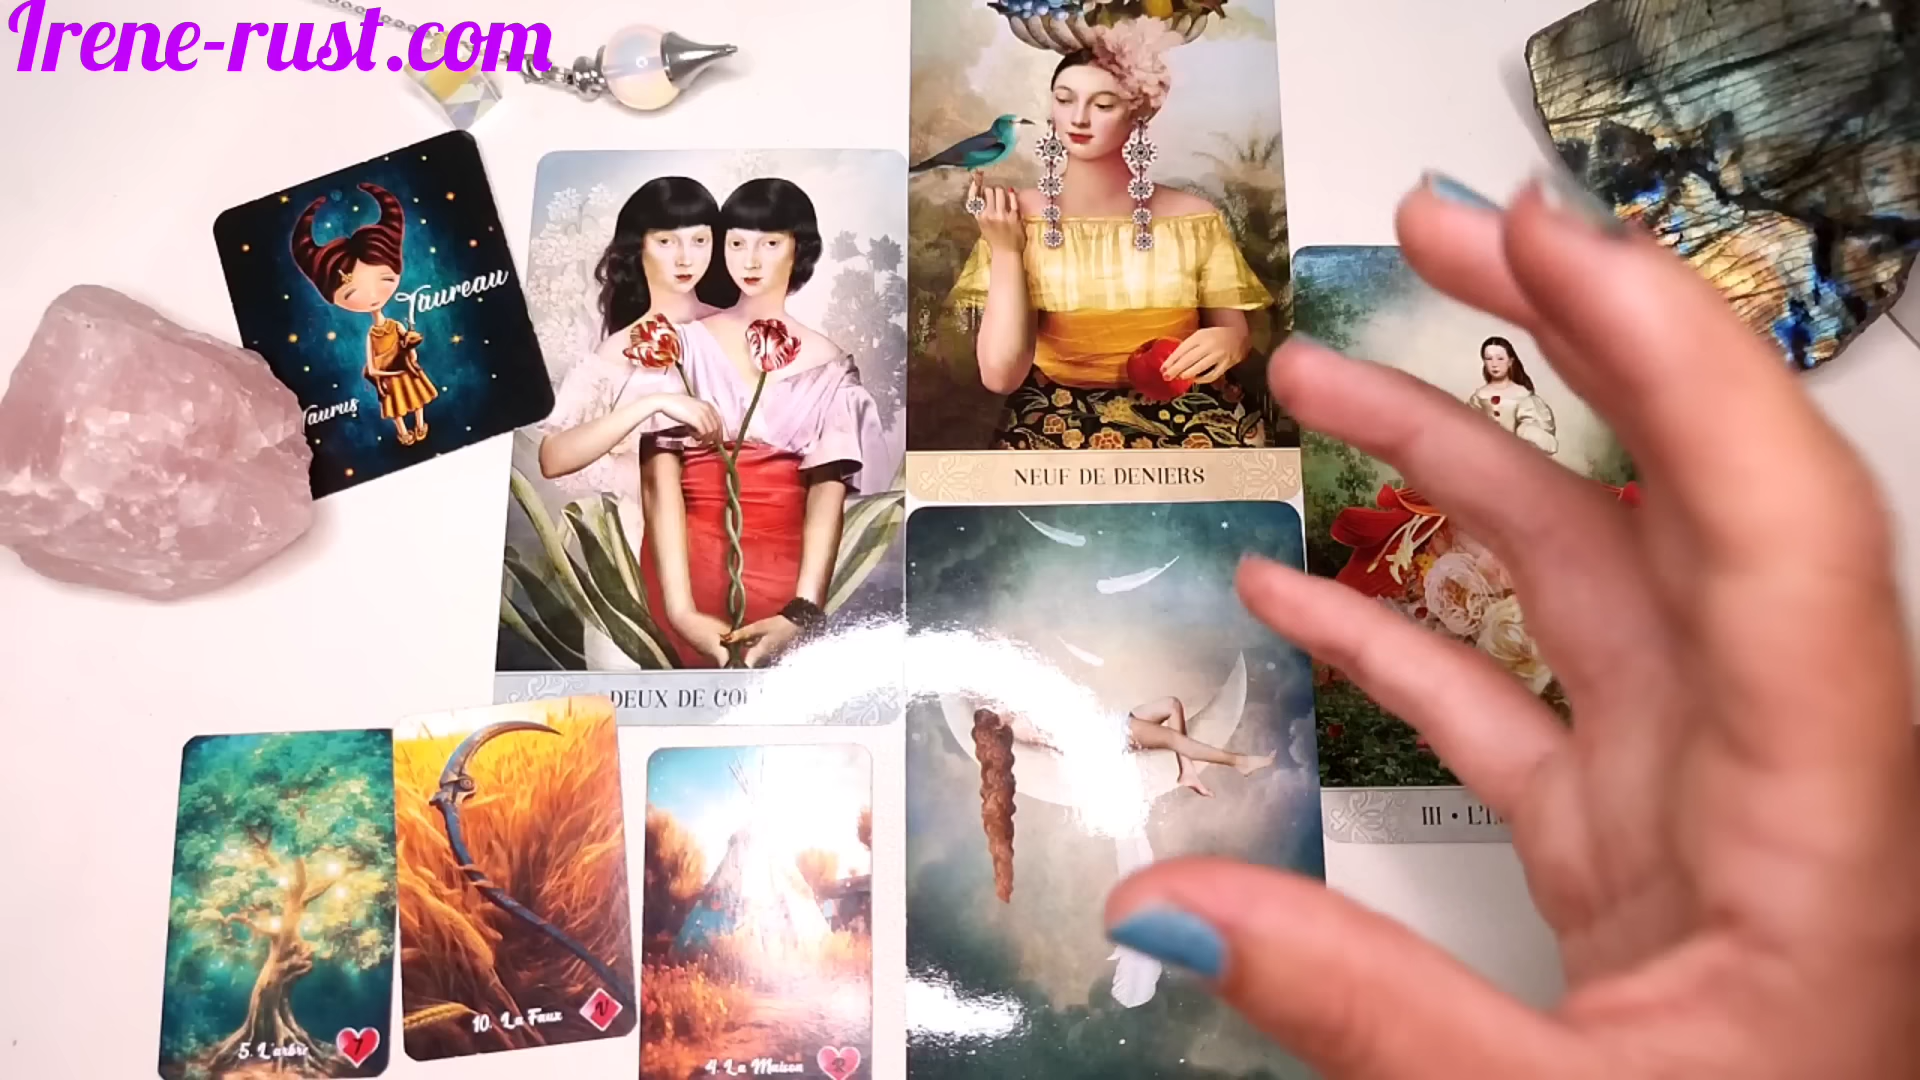 Irene-rust.com
Taureau
Taurus
NEUF DE DENIERS
DEUX DE
III •
10. La Faux
V
5. L'arbre
7
4. La Maison
R